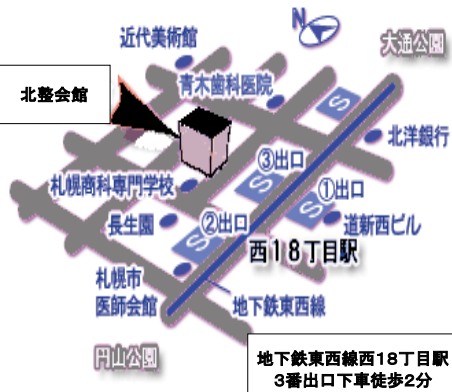 N
大通公園
近代美術館
青木歯科医院
北整会館
S
北洋銀行
③出口
S
①出口
札幌商科専門学校
S
道新西ビル
長生園
②出口
S
西18丁目駅
札幌市
医師会館
地下鉄東西線
円山公園
地下鉄東西線西18丁目駅
3番出口下車徒歩2分